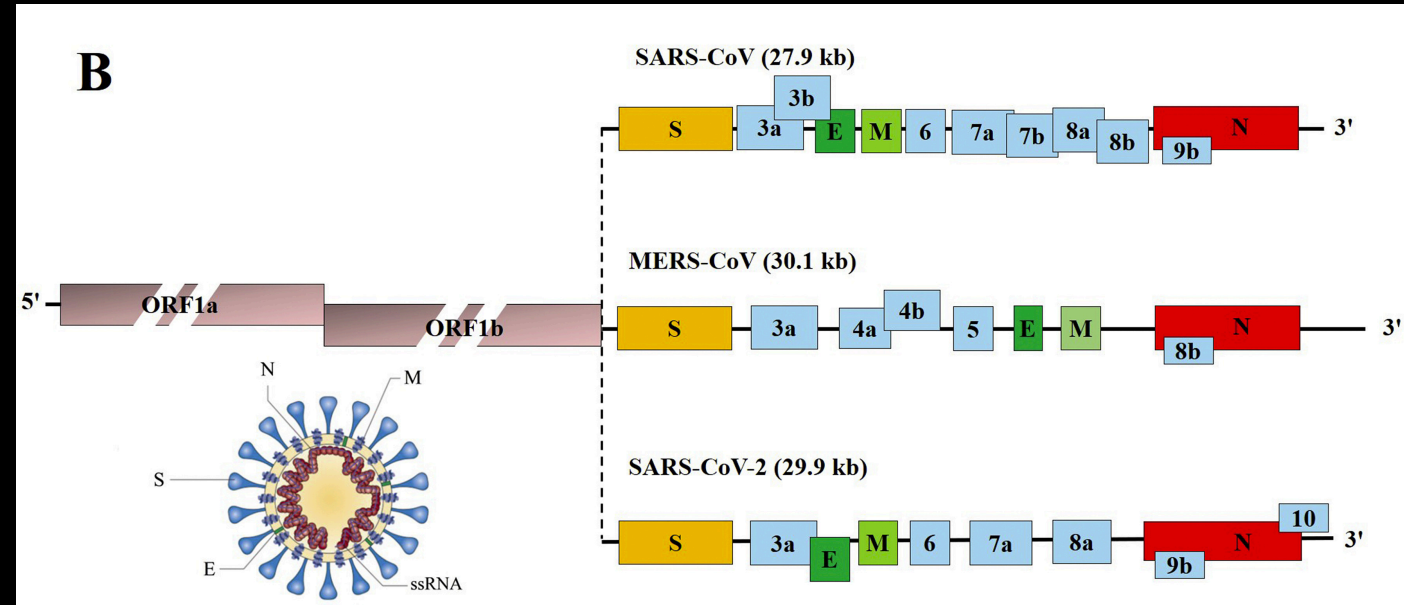 B
SARS-CoV (27.9 kb)
S 3a 3b E M 6 7a 7b 8a 8b 9b N 3'
MERS-CoV (30.1 kb)
5' ORF1a ORF1b
S 3a 4a 4b 5 E M 8b N 3'
N M
S
E
ssRNA
SARS-CoV-2 (29.9 kb)
S 3a E M 6 7a 8a 9b N 10 3'